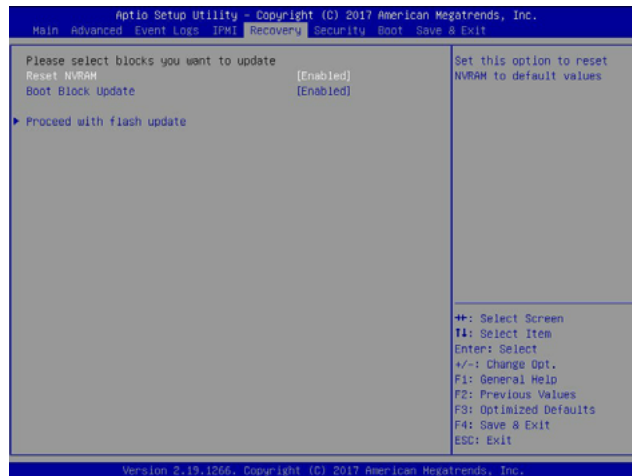 Aptio Setup Utility - Copyright (C) 2017 American Megatrends, Inc.
Main Advanced Event Logs IPMI Recovery Security Boot Save & Exit
Please select blocks you want to update
Reset NVRAM [Enabled]
Boot Block Update [Enabled]
Proceed with flash update
Set this option to reset
NVRAM to default values
++: Select Screen
↑↓: Select Item
Enter: Select
+/-: Change Opt.
F1: General Help
F2: Previous Values
F3: Optimized Defaults
F4: Save & Exit
ESC: Exit
Version 2.19.1266. Copyright (C) 2017 American Megatrends, Inc.